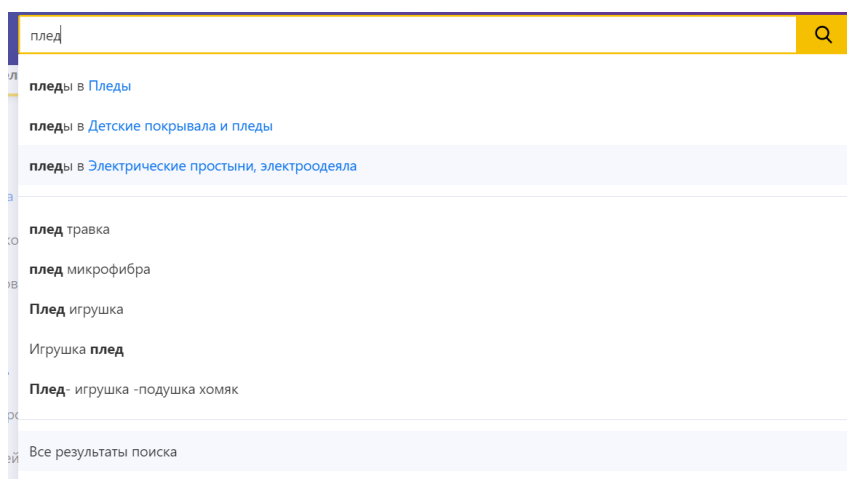 плед
пледы в Пледы
пледы в Детские покрывала и пледы
пледы в Электрические простыни, электроодеяла
плед травка
плед микрофибра
Плед игрушка
Игрушка плед
Плед- игрушка -подушка хомяк
Все результаты поиска